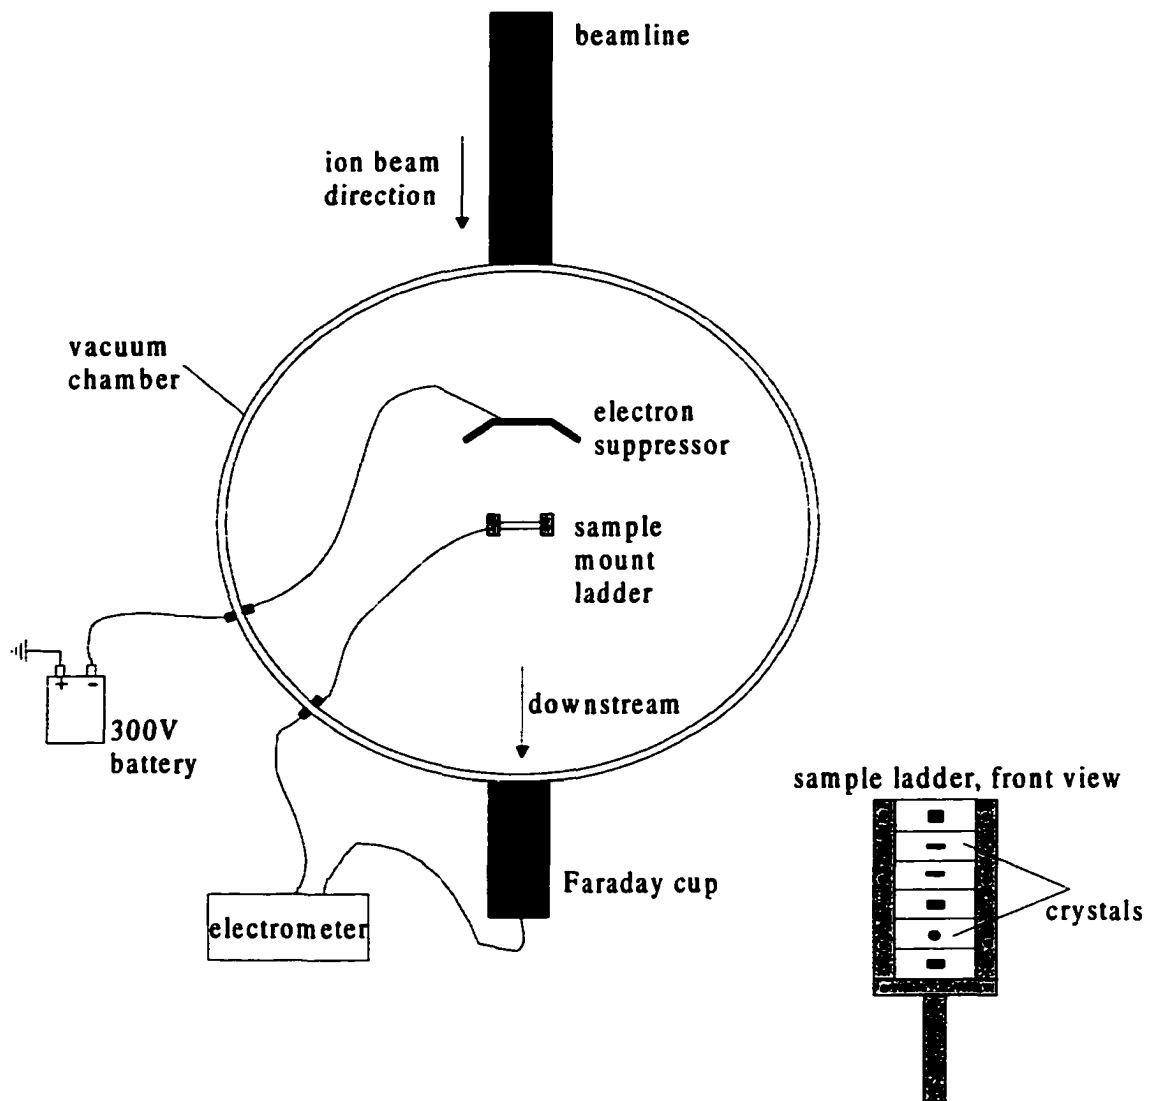 beamline
ion beam
direction
vacuum
chamber
electron
suppressor
sample
mount
ladder
+ -
300V
battery
downstream
sample ladder, front view
crystals
Faraday cup
electrometer